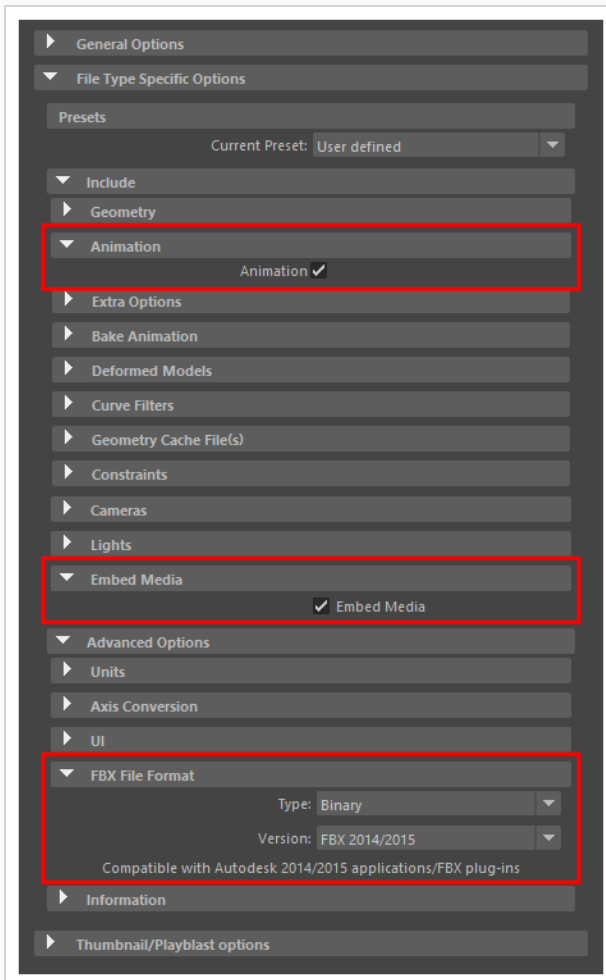 General Options
File Type Specific Options
Presets
Current Preset: User defined
Include
Geometry
Animation
Animation
Extra Options
Bake Animation
Deformed Models
Curve Filters
Geometry Cache File(s)
Constraints
Cameras
Lights
Embed Media
Embed Media
Advanced Options
Units
Axis Conversion
UI
FBX File Format
Type: Binary
Version: FBX 2014/2015
Compatible with Autodesk 2014/2015 applications/FBX plug-ins
Information
Thumbnail/Playblast options